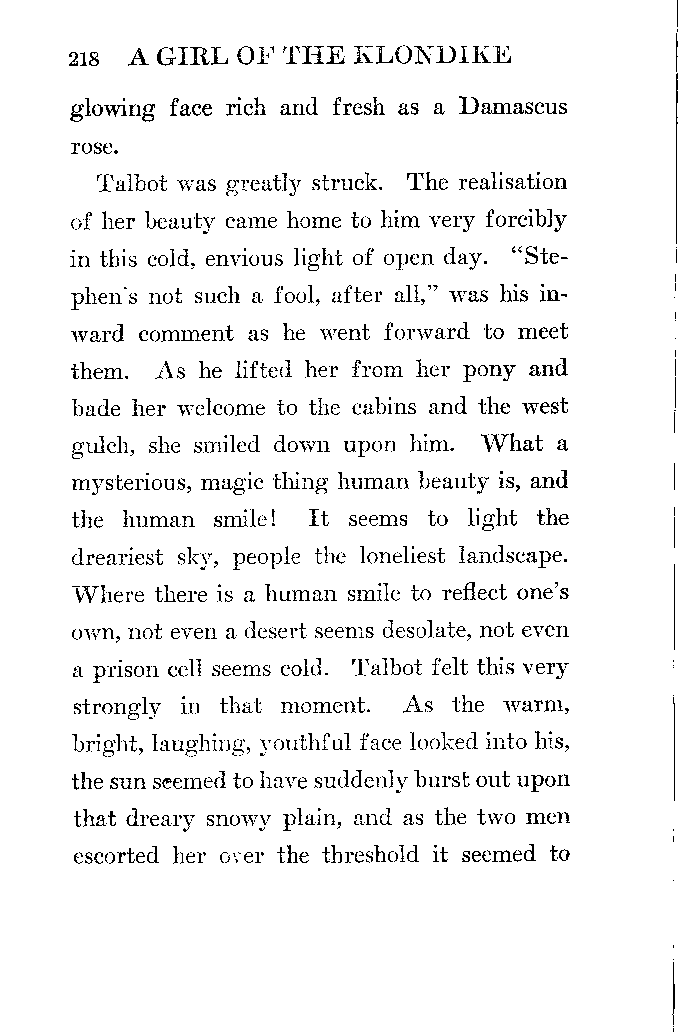 218 A GIRL OF THE KLONDIKE
glowing face rich and fresh as a Damascus
rose.
Talbot was greatly struck. The realisation
of her beauty came home to him very forcibly
in this cold, envious light of open day. “Ste-
phen's not such a fool, after all,” was his in-
ward comment as he went forward to meet
them. As he lifted her from her pony and
bade her welcome to the cabins and the west
gulch, she smiled down upon him. What a
mysterious, magic thing human beauty is, and
the human smile! It seems to light the
dreariest sky, people the loneliest landscape.
Where there is a human smile to reflect one's
own, not even a desert seems desolate, not even
a prison cell seems cold. Talbot felt this very
strongly in that moment. As the warm,
bright, laughing, youthful face looked into his,
the sun seemed to have suddenly burst out upon
that dreary snowy plain, and as the two men
escorted her over the threshold it seemed to